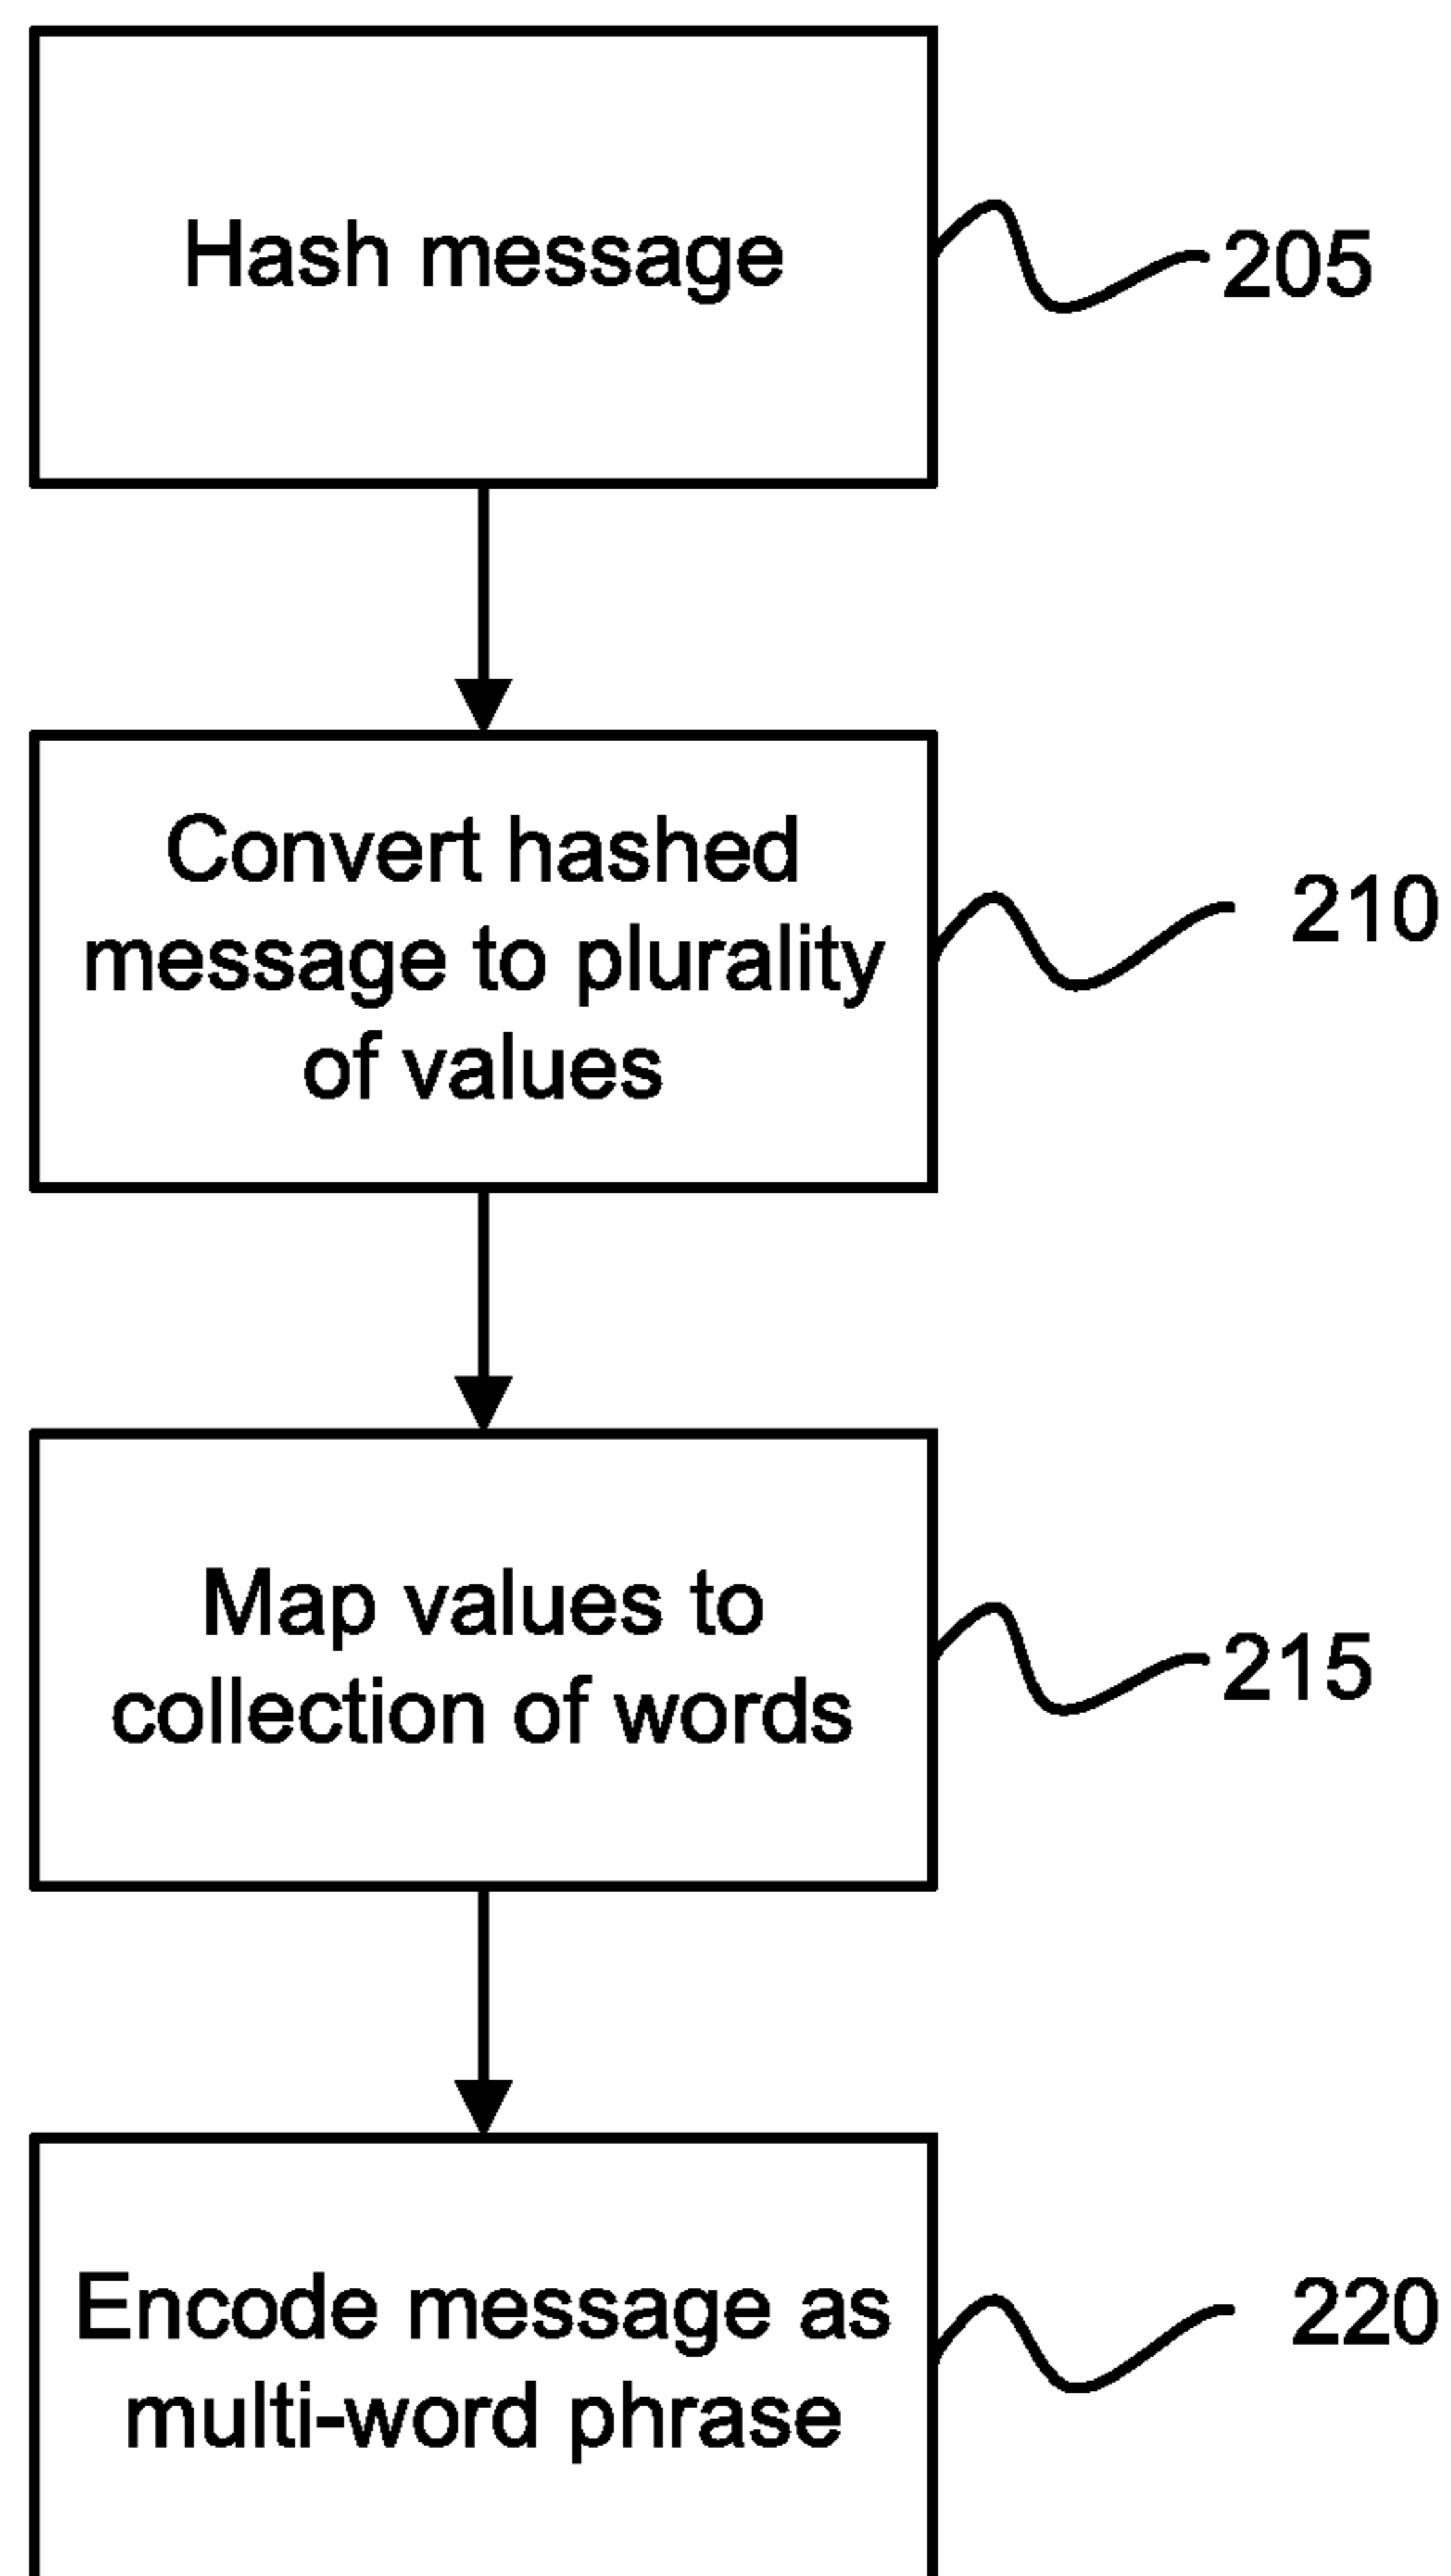 Hash message
205
Convert hashed
message to plurality
of values
210
Map values to
collection of words
215
Encode message as
multi-word phrase
220